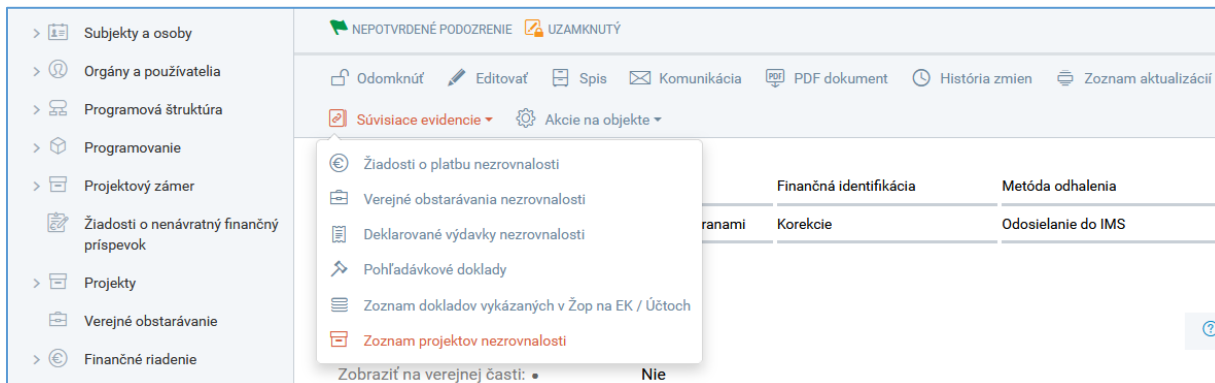 Subjekty a osoby
Orgány a používatelia
Programová štruktúra
Programovanie
Projektový zámer
Žiadosti o nenávratný finančný
príspevok
Projekty
Verejné obstarávanie
Finančné riadenie
NEPOTVRDENÉ PODOZRENIE UZAMKNUTÝ
Odomknúť Editovať Spis Komunikácia PDF dokument História zmien Zoznam aktualizácií
Súvisiace evidencie Akcie na objekte
Žiadosti o platbu nezrovnalosti
Verejné obstarávania nezrovnalosti
Deklarované výdavky nezrovnalosti
Pohľadávkové doklady
Zoznam dokladov vykázaných v Žop na EK / Účtoch
Zoznam projektov nezrovnalosti
Finančná identifikácia Metóda odhalenia
ranami Korekcie Odosielanie do IMS
Zobraziť na verejnej časti: Nie